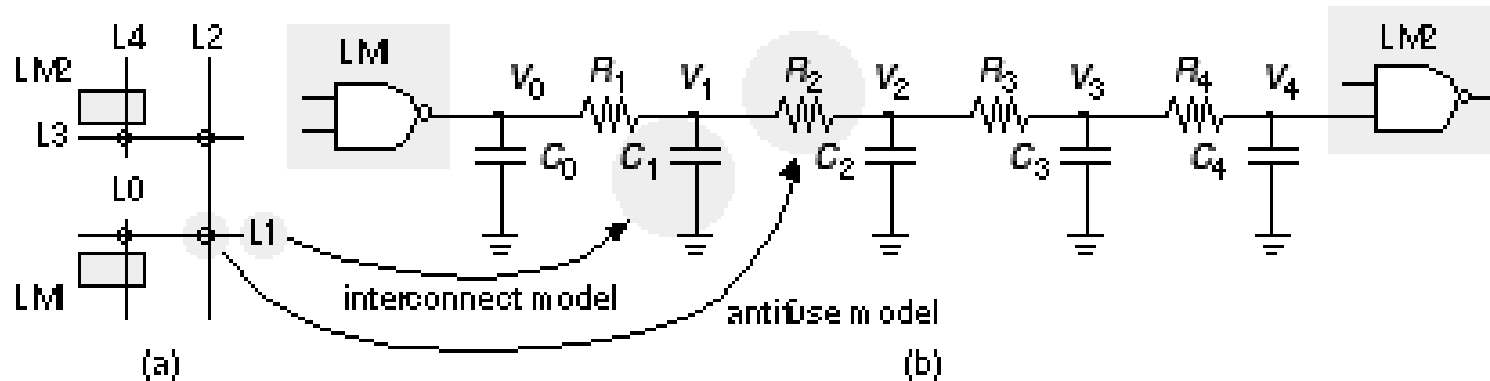 L4 L2
LM2
L3
L0
L1
LM1
(a)
LM1
V0 R1 V1 R2 V2 R3 V3 R4 V4
C0 C1 C2 C3 C4
LM2
interconnect model
antifuse model
(b)